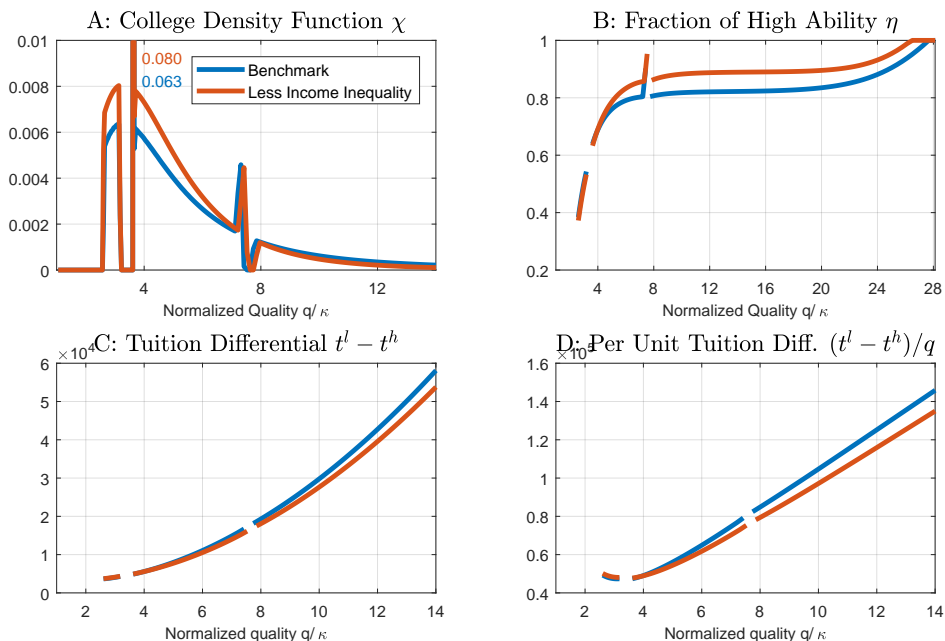 A: College Density Function χ
0.01
0.008
0.006
0.004
0.002
0
0.080
0.063
Benchmark
Less Income Inequality
4 8 12
Normalized Quality q/ κ
B: Fraction of High Ability η
1
0.8
0.6
0.4
0.2
4 8 12 16 20 24 28
Normalized Quality q/ κ
C: Tuition Differential t^l − t^h
×10^4
6
5
4
3
2
1
0
2 4 6 8 10 12 14
Normalized quality q/ κ
D: Per Unit Tuition Diff. (t^l − t^h)/q
1.6
1.4
1.2
1
0.8
0.6
0.4
2 4 6 8 10 12 14
Normalized quality q/ κ